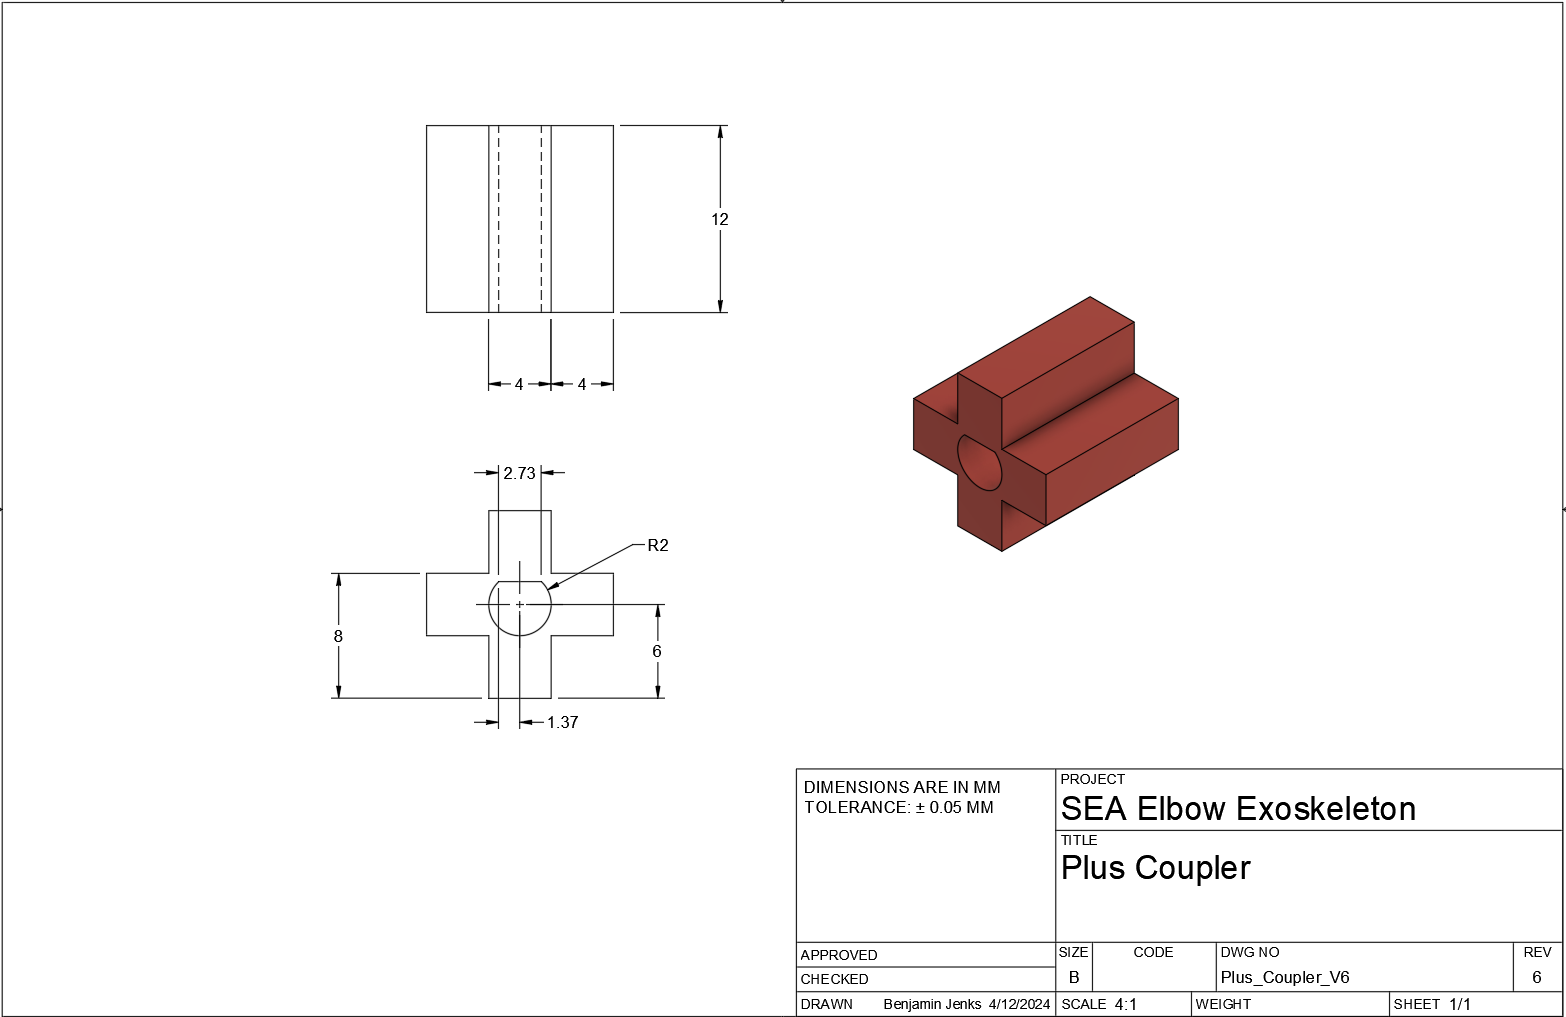 12
4
4
2.73
R2
8
6
1.37
DIMENSIONS ARE IN MM
TOLERANCE: ± 0.05 MM
PROJECT
SEA Elbow Exoskeleton
TITLE
Plus Coupler
APPROVED
CHECKED
DRAWN Benjamin Jenks 4/12/2024
SIZE
B
CODE
DWG NO
Plus_Coupler_V6
REV
6
SCALE 4:1
WEIGHT
SHEET 1/1